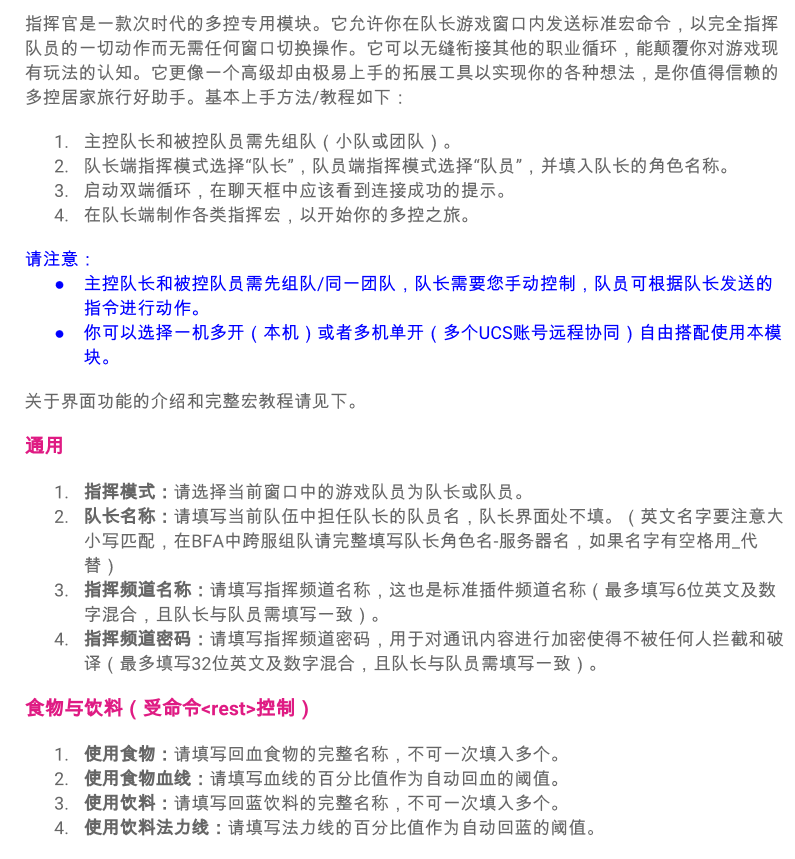 指挥官是一款次时代的多控专用模块。它允许你在队长游戏窗口内发送标准宏命令，以完全指挥
队员的一切动作而无需任何窗口切换操作。它可以无缝衔接其他的职业循环，能颠覆你对游戏现
有玩法的认知。它更像一个高级却由极易上手的拓展工具以实现你的各种想法，是你值得信赖的
多控居家旅行好助手。基本上手方法/教程如下：
1. 主控队长和被控队员需先组队（小队或团队）。
2. 队长端指挥模式选择“队长”，队员端指挥模式选择“队员”，并填入队长的角色名称。
3. 启动双端循环，在聊天框中应该看到连接成功的提示。
4. 在队长端制作各类指挥宏，以开始你的多控之旅。
请注意：
● 主控队长和被控队员需先组队/同一团队，队长需要您手动控制，队员可根据队长发送的
指令进行动作。
● 你可以选择一机多开（本机）或者多机单开（多个UCS账号远程协同）自由搭配使用本模
块。
关于界面功能的介绍和完整宏教程请见下。
通用
1. 指挥模式：请选择当前窗口中的游戏队员为队长或队员。
2. 队长名称：请填写当前队伍中担任队长的队员名，队长界面处不填。（英文名字要注意大
小写匹配，在BFA中跨服组队请完整填写队长角色名-服务器名，如果名字有空格用_代
替）
3. 指挥频道名称：请填写指挥频道名称，这也是标准插件频道名称（最多填写6位英文及数
字混合，且队长与队员需填写一致）。
4. 指挥频道密码：请填写指挥频道密码，用于对通讯内容进行加密使得不被任何人拦截和破
译（最多填写32位英文及数字混合，且队长与队员需填写一致）。
食物与饮料（受命令<rest>控制）
1. 使用食物：请填写回血食物的完整名称，不可一次填入多个。
2. 使用食物血线：请填写血线的百分比值作为自动回血的阈值。
3. 使用饮料：请填写回蓝饮料的完整名称，不可一次填入多个。
4. 使用饮料法力线：请填写法力线的百分比值作为自动回蓝的阈值。